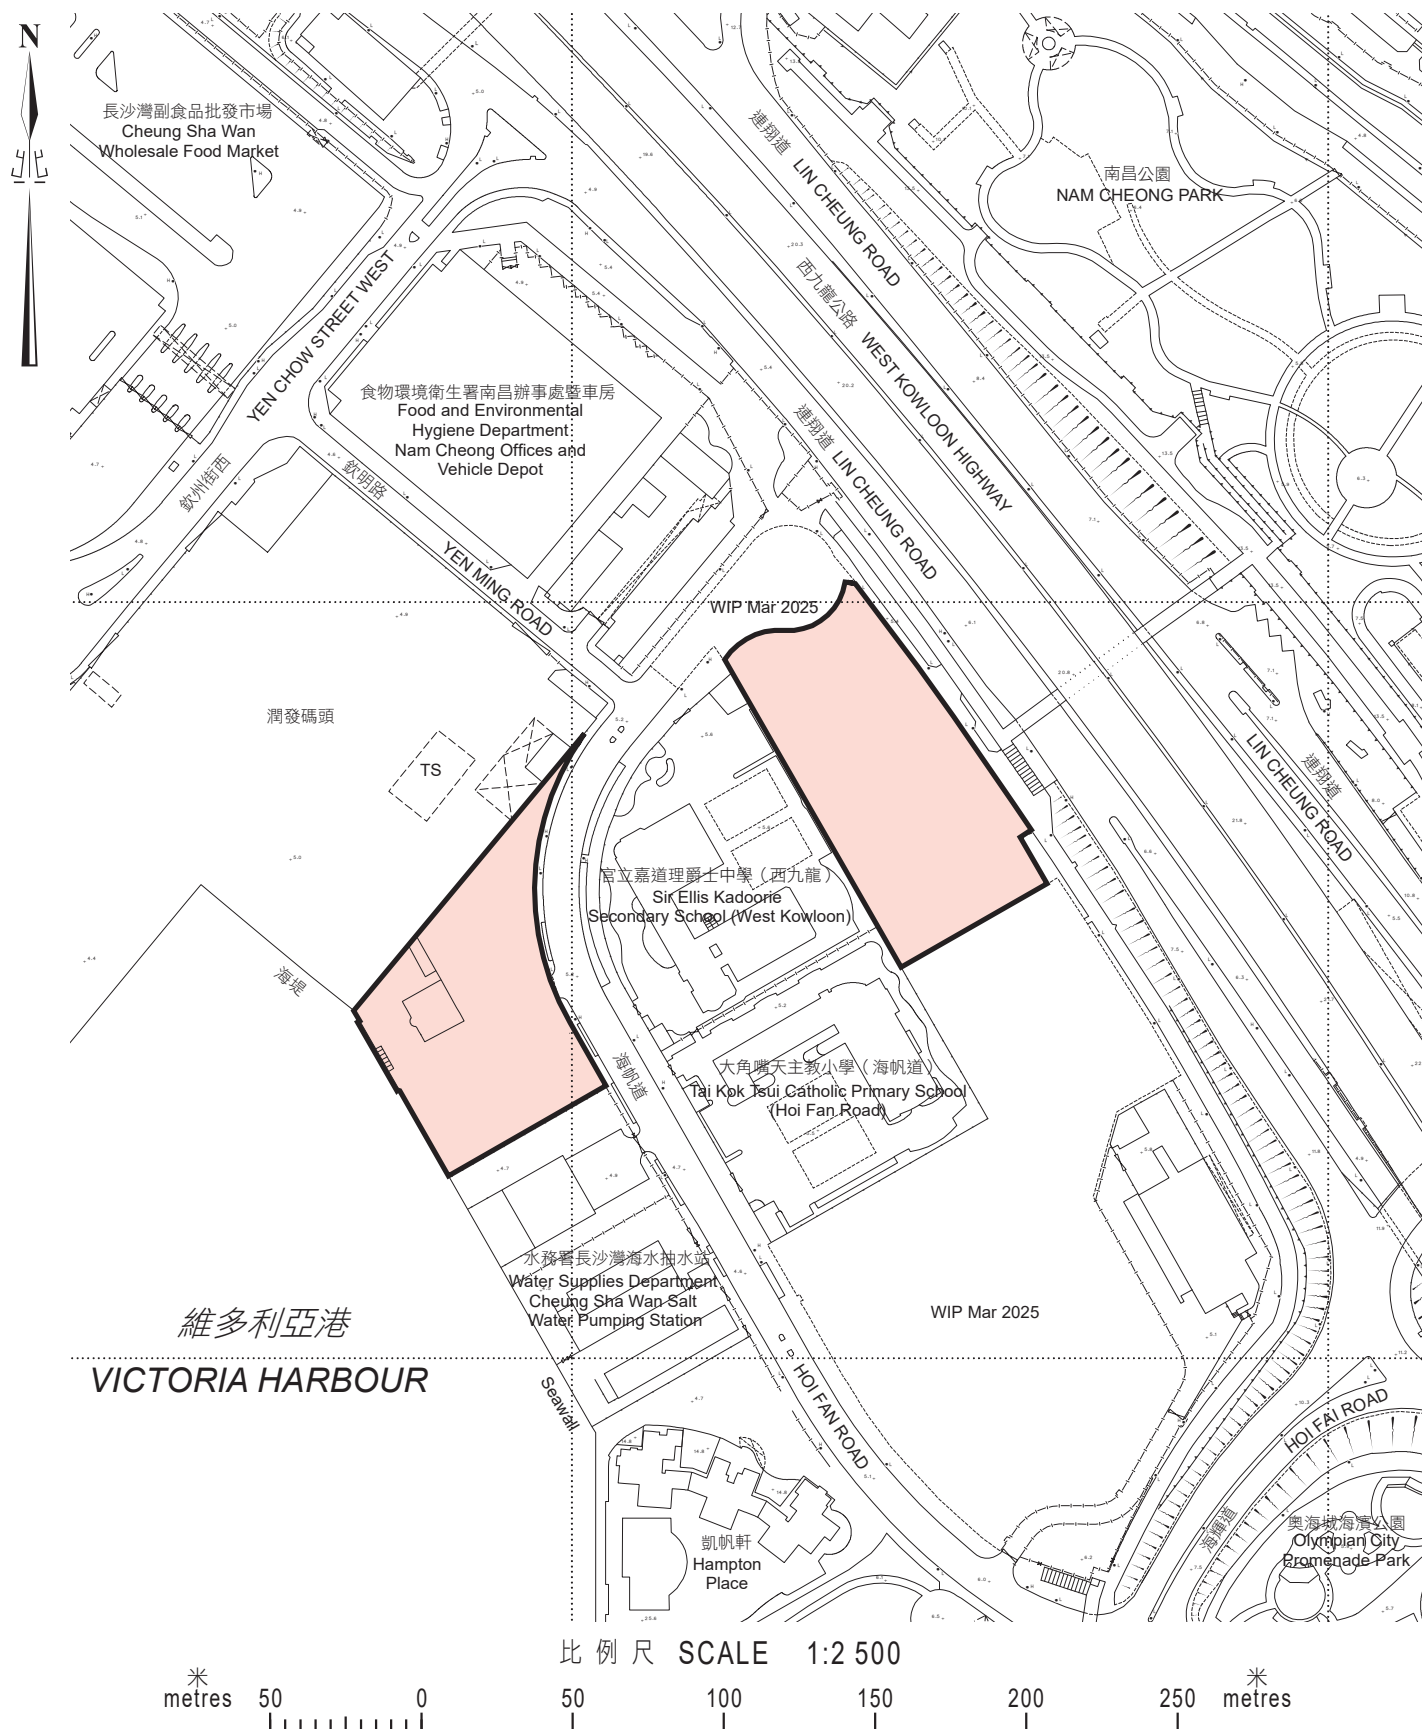 N
長沙灣副食品批發市場
Cheung Sha Wan
Wholesale Food Market
連翔道 LIN CHEUNG ROAD
南昌公園
NAM CHEONG PARK
YEN CHOW STREET WEST
欽州街西
西九龍公路 WEST KOWLOON HIGHWAY
食物環境衛生署南昌辦事處暨車房
Food and Environmental
Hygiene Department
Nam Cheong Offices and
Vehicle Depot
欽明路
YEN MING ROAD
連翔道 LIN CHEUNG ROAD
WIP Mar 2025
潤發碼頭
TS
連翔道
LIN CHEUNG ROAD
官立嘉道理爵士中學（西九龍）
Sir Ellis Kadoorie
Secondary School (West Kowloon)
海堤
海帆道
大角嘴天主教小學（海帆道）
Tai Kok Tsui Catholic Primary School
(Hoi Fan Road)
水務署長沙灣海水抽水站
Water Supplies Department
Cheung Sha Wan Salt
Water Pumping Station
WIP Mar 2025
維多利亞港
VICTORIA HARBOUR
Seawall
HOI FAN ROAD
HOI FAI ROAD
海輝道
奧海城海濱公園
Olympian City
Promenade Park
凱帆軒
Hampton
Place
比例尺 SCALE 1:2 500
米 米
metres 50 0 50 100 150 200 250 metres